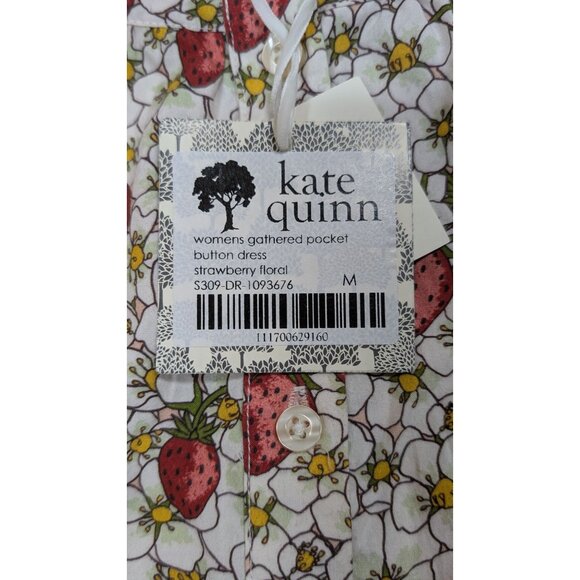 kate
quinn
womens gathered pocket
button dress
strawberry floral
S309-DR-1093676 M
111700629160